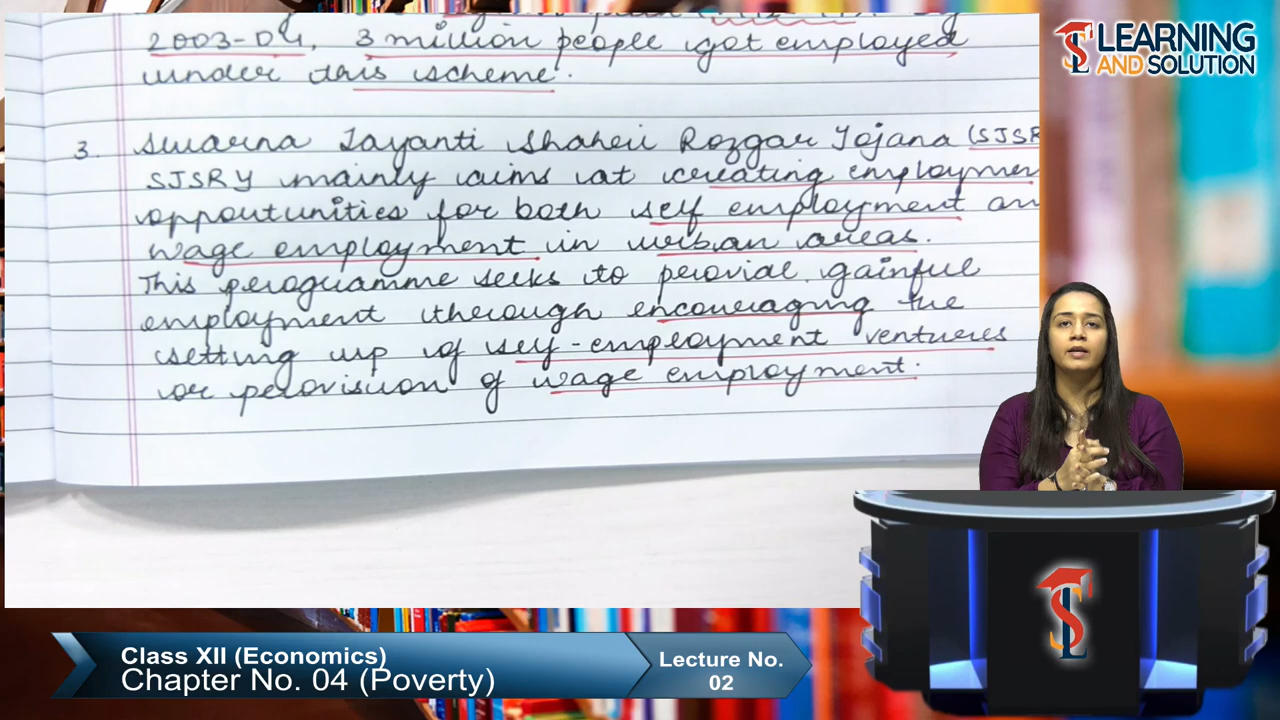 2003-04. 3 million people got employed
under this scheme.
3. Swarna Jayanti Shahri Rozgar Yojana (SJSR
SJSRY mainly aims at creating employmen
opportunities for both self employment an
wage employment in urban areas.
This programme seeks to provide gainful
employment through encouraging the
setting up of self-employment ventures
or provision of wage employment.
LEARNING
AND SOLUTION
Class XII (Economics)
Chapter No. 04 (Poverty)
Lecture No.
02